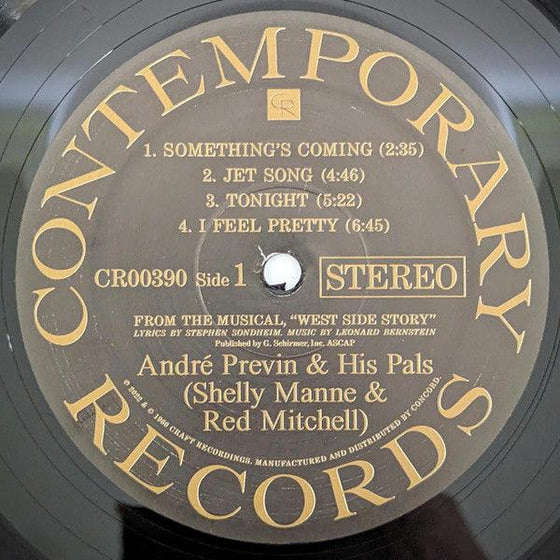 CONTEMPORARY
CR
1. SOMETHING'S COMING (2:35)
2. JET SONG (4:46)
3. TONIGHT (5:22)
4. I FEEL PRETTY (6:45)
CR00390 Side 1
STEREO
FROM THE MUSICAL, "WEST SIDE STORY"
LYRICS BY STEPHEN SONDHEIM. MUSIC BY LEONARD BERNSTEIN
Published by G. Schirmer, Inc. ASCAP
André Previn & His Pals
(Shelly Manne &
Red Mitchell)
& © 1960 CRAFT RECORDINGS. MANUFACTURED AND DISTRIBUTED BY CONCORD.
RECORDS